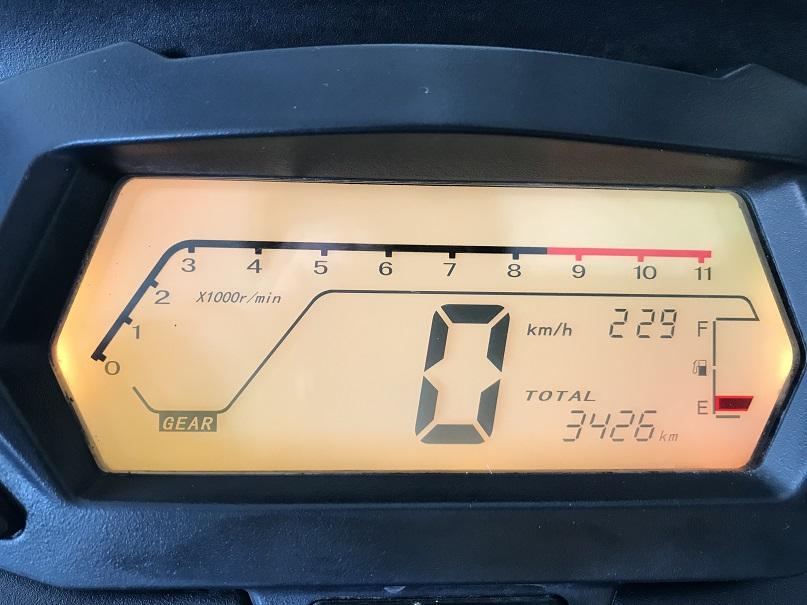 3 4 5 6 7 8 9 10 11
2 X1000r/min
1
0
km/h 229 F
0
TOTAL E
GEAR 3426 km